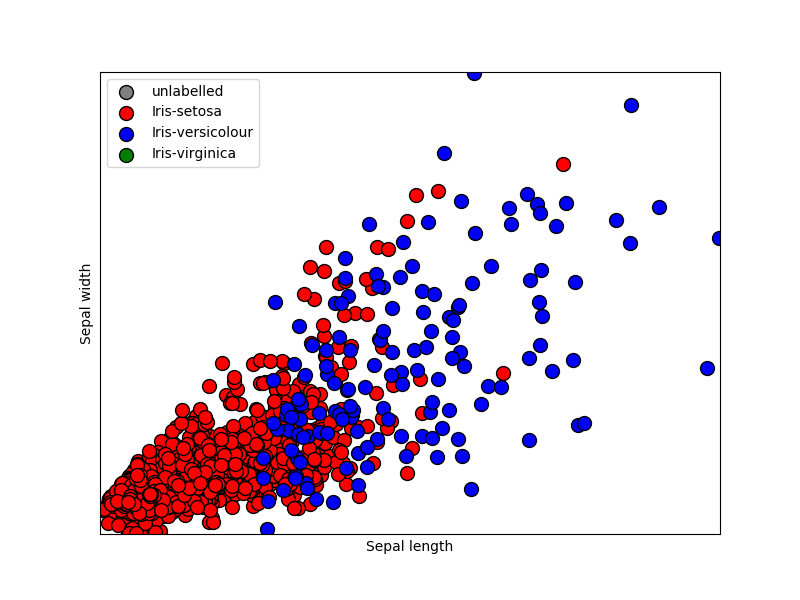 unlabelled
Iris-setosa
Iris-versicolour
Iris-virginica
Sepal width
Sepal length